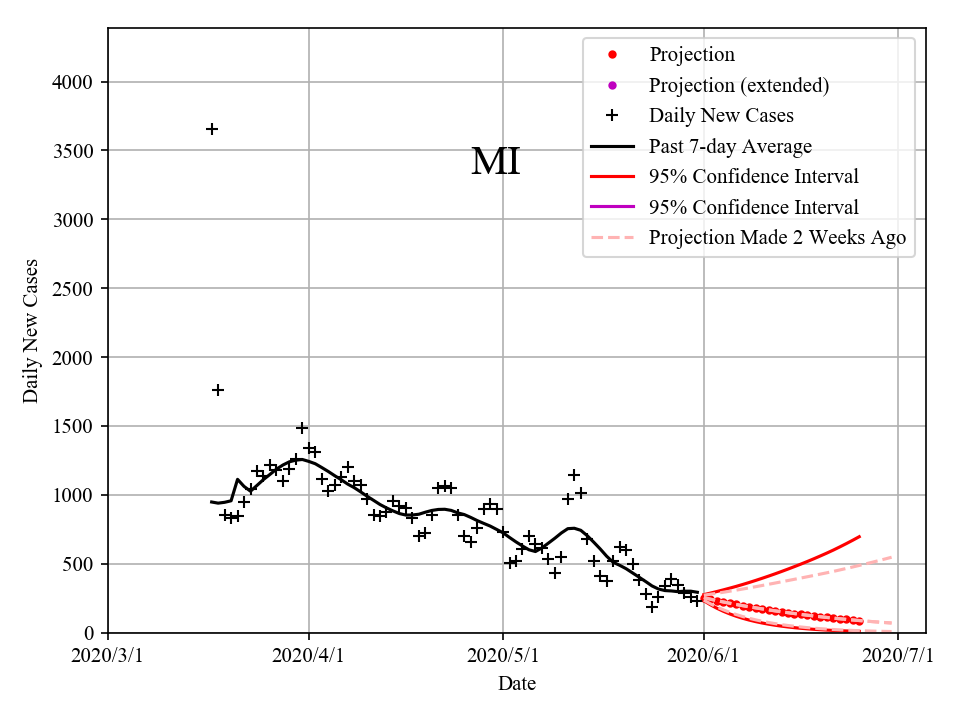 4000
3500
3000
2500
2000
1500
1000
500
0
Daily New Cases
MI
Projection
Projection (extended)
Daily New Cases
Past 7-day Average
95% Confidence Interval
95% Confidence Interval
Projection Made 2 Weeks Ago
2020/3/1
2020/4/1
2020/5/1
2020/6/1
2020/7/1
Date